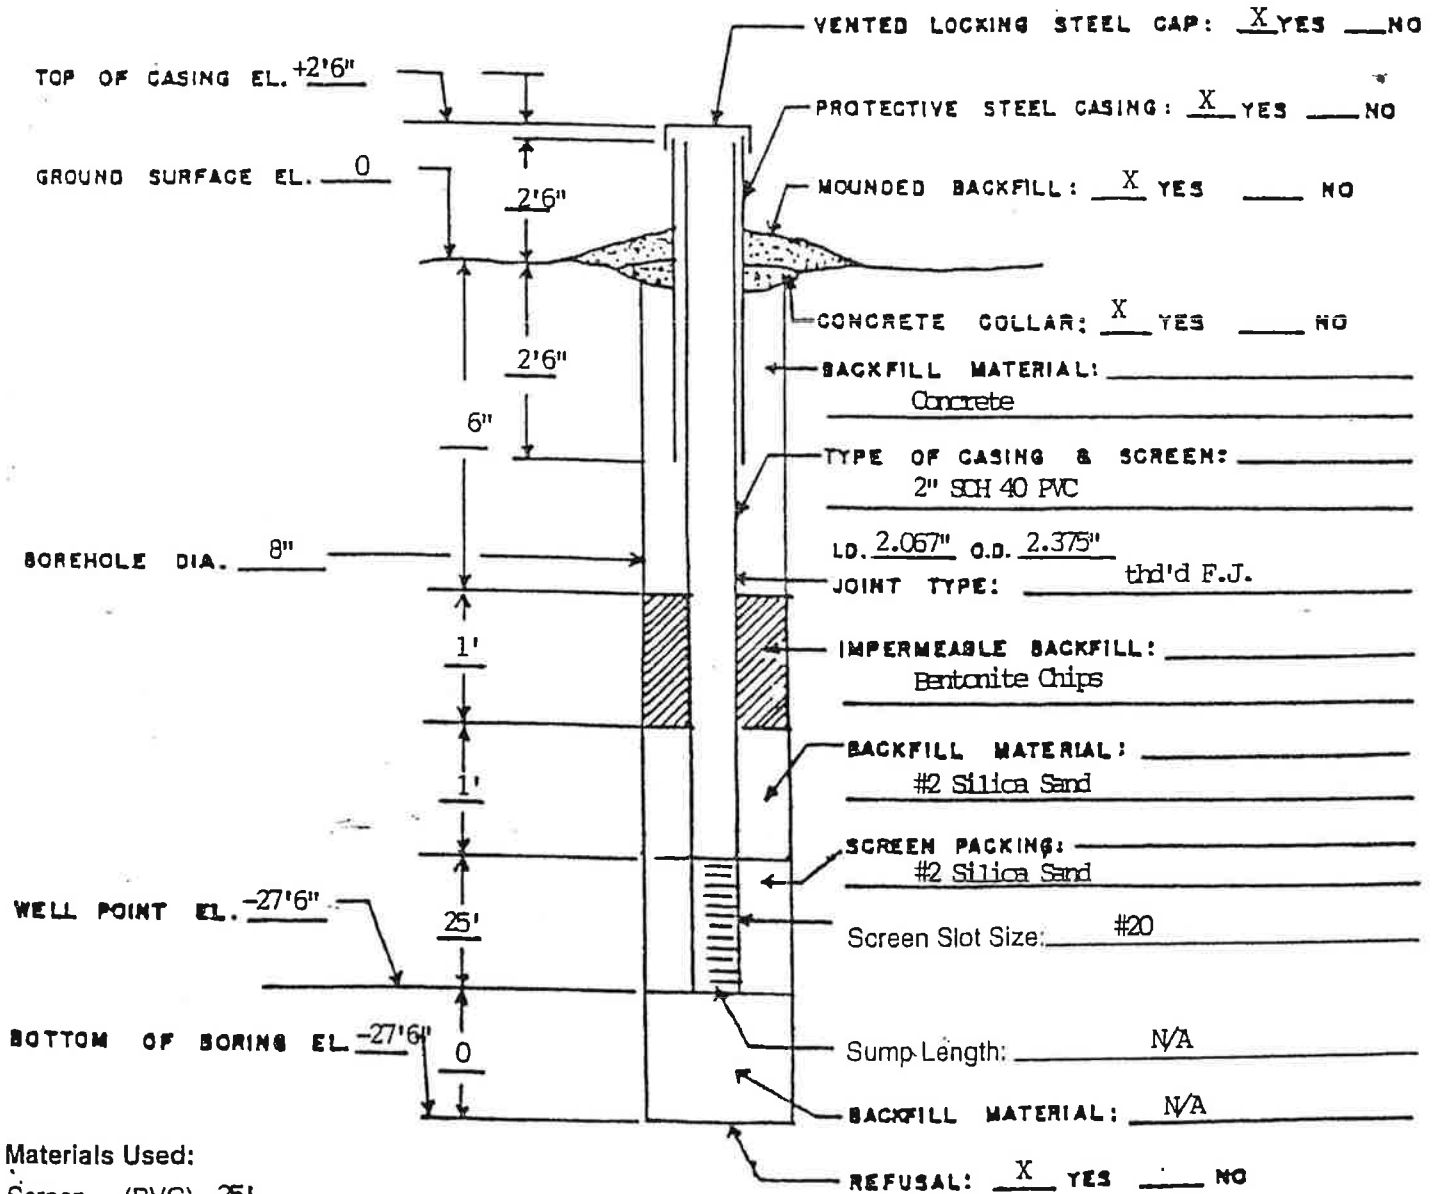 VENTED LOCKING STEEL CAP: X YES NO
TOP OF CASING EL. +2'6"
PROTECTIVE STEEL CASING: X YES NO
GROUND SURFACE EL. 0
MOUNDED BACKFILL: X YES NO
2'6"
CONCRETE COLLAR: X YES NO
2'6"
BACKFILL MATERIAL:
Concrete
6"
TYPE OF CASING & SCREEN:
2" SCH 40 PVC
BOREHOLE DIA. 8"
I.D. 2.067" O.D. 2.375"
JOINT TYPE: thd'd F.J.
1'
IMPERMEABLE BACKFILL:
Bentonite Chips
1'
BACKFILL MATERIAL:
#2 Silica Sand
SCREEN PACKING:
#2 Silica Sand
WELL POINT EL. -27'6"
25'
Screen Slot Size: #20
BOTTOM OF BORING EL. -27'6"
0
Sump Length: N/A
BACKFILL MATERIAL: N/A
Materials Used:
REFUSAL: X YES NO
Screen (PVC) 25'